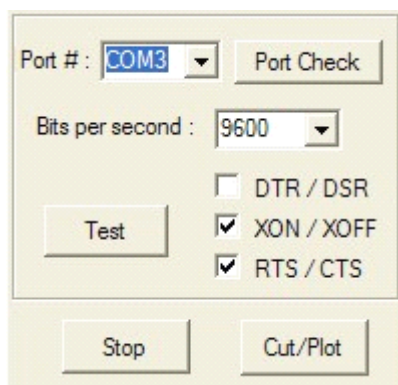 Port # : COM3 Port Check
Bits per second : 9600
DTR / DSR
Test XON / XOFF
RTS / CTS
Stop Cut/Plot